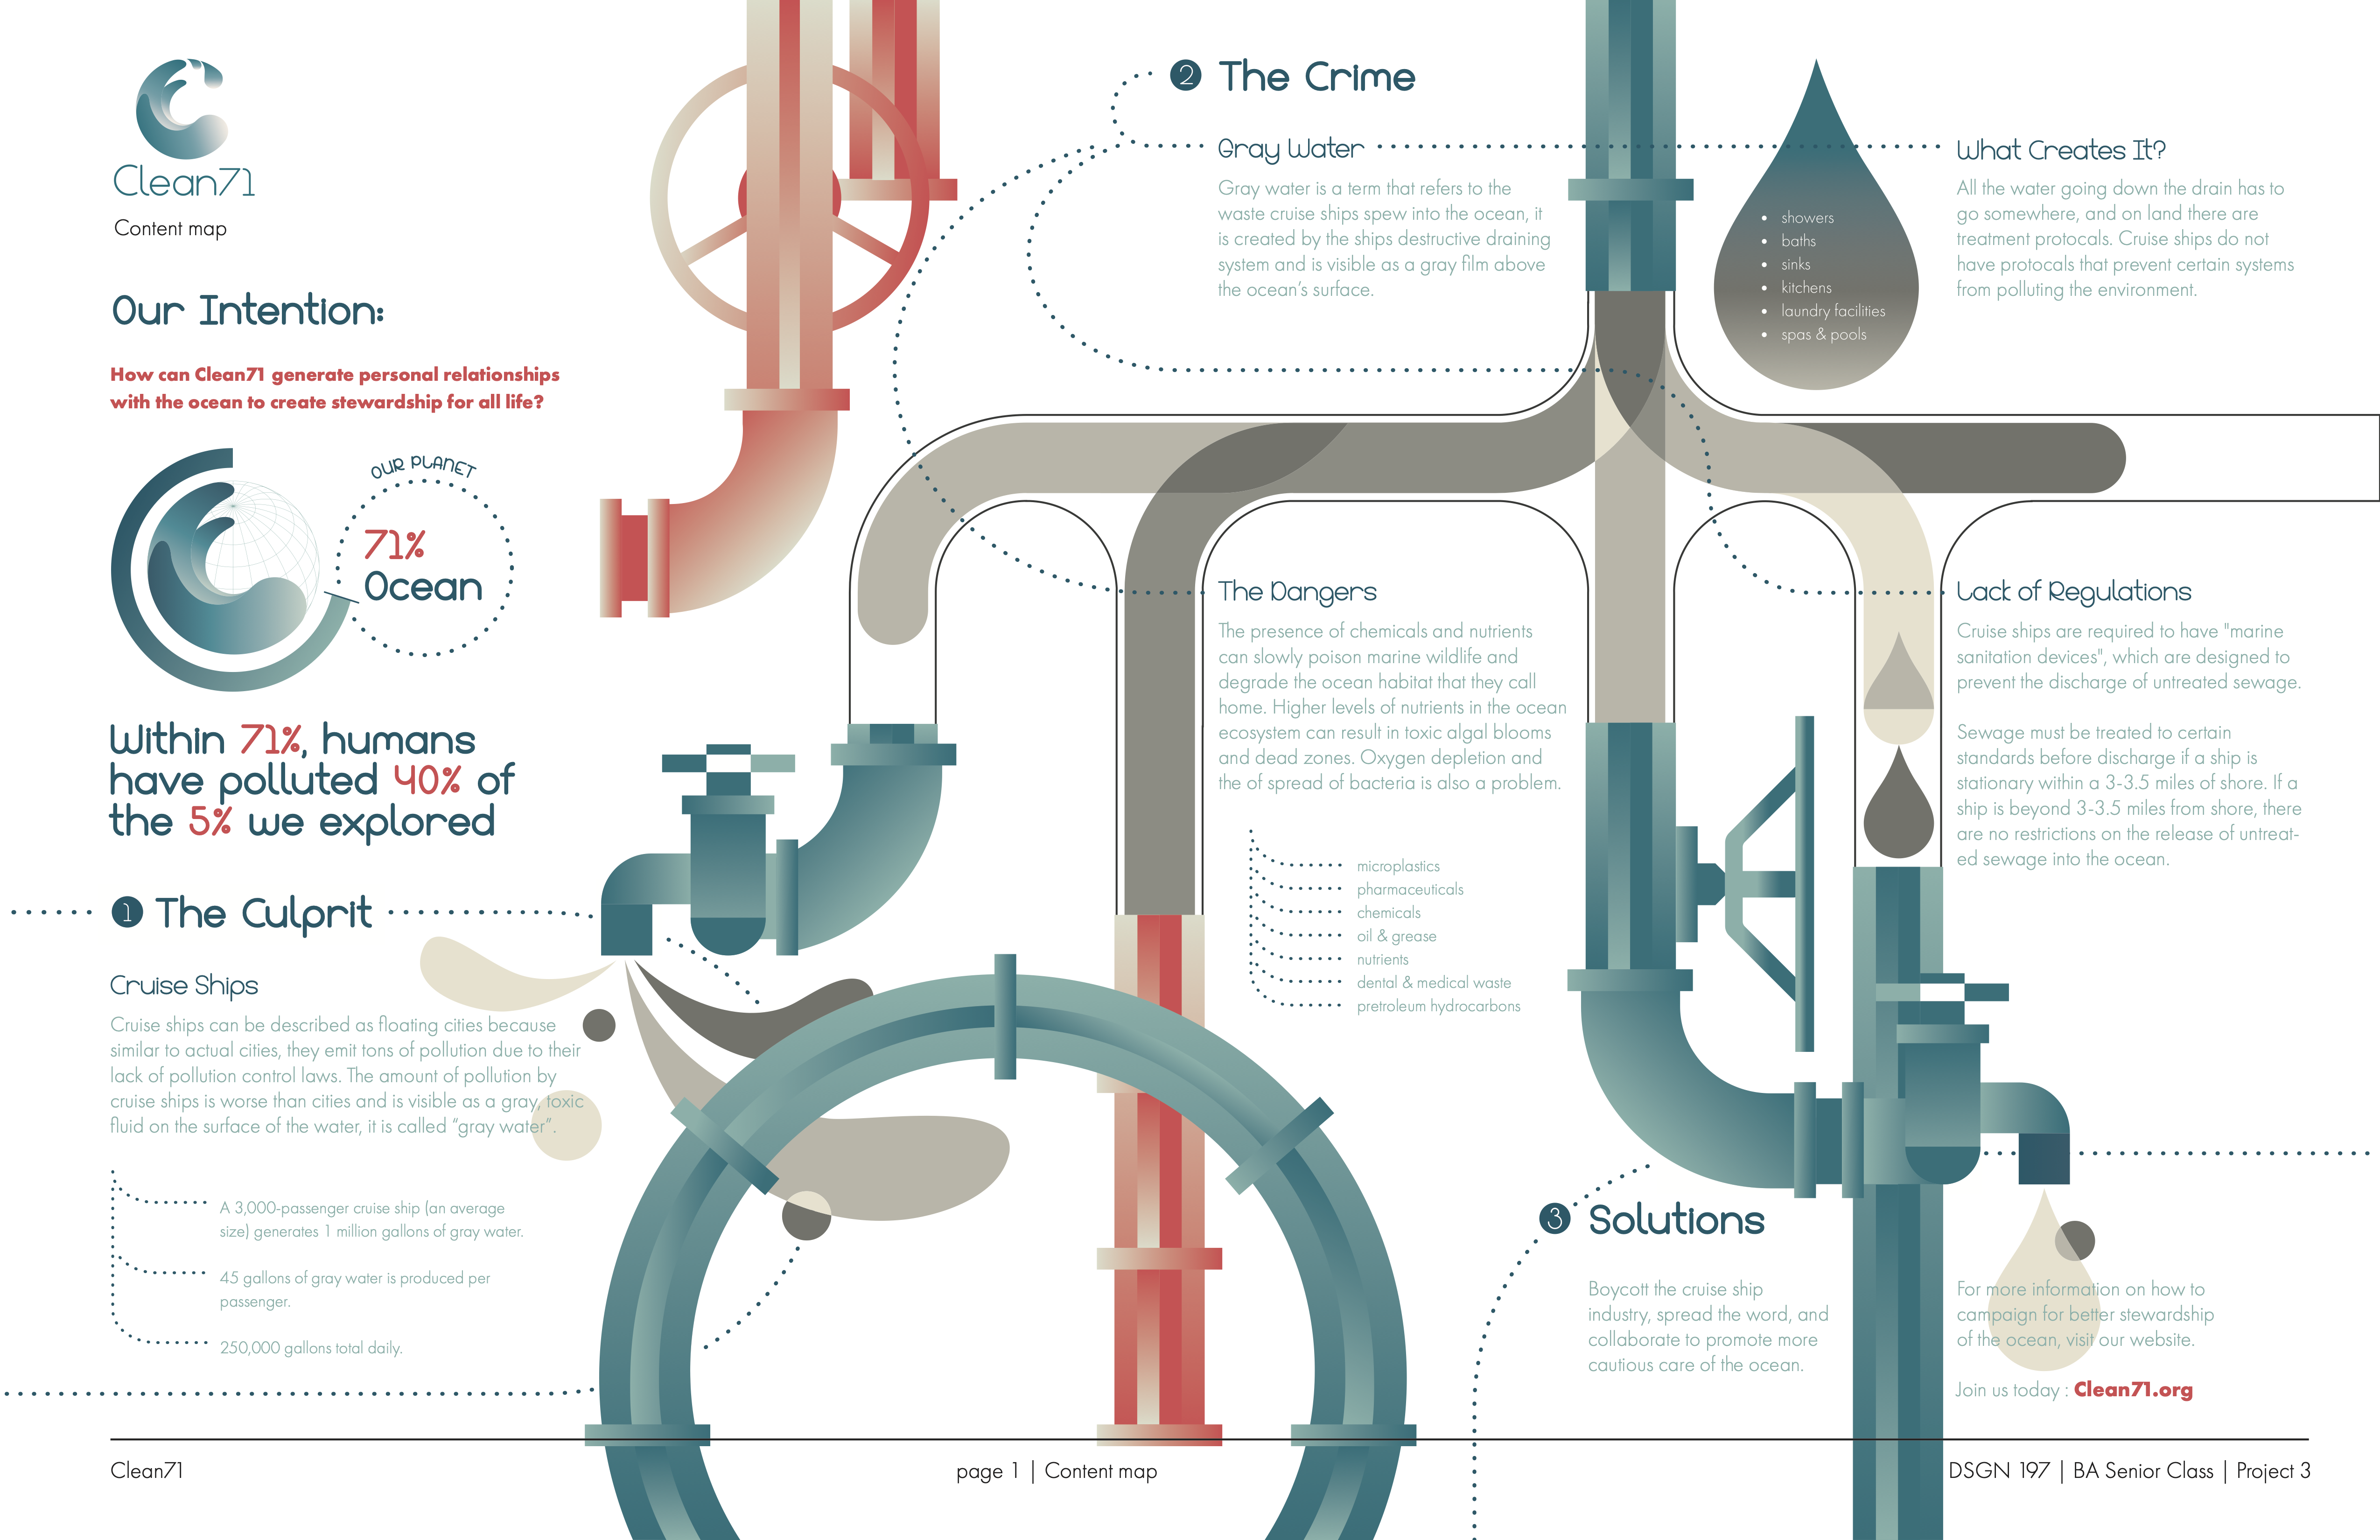 Clean71
Content map
Our Intention:
How can Clean71 generate personal relationships
with the ocean to create stewardship for all life?
OUR PLANET
71%
Ocean
Within 71%, humans
have polluted 40% of
the 5% we explored
1 The Culprit
Cruise Ships
Cruise ships can be described as floating cities because
similar to actual cities, they emit tons of pollution due to their
lack of pollution control laws. The amount of pollution by
cruise ships is worse than cities and is visible as a gray, toxic
fluid on the surface of the water, it is called “gray water”.
A 3,000-passenger cruise ship (an average
size) generates 1 million gallons of gray water.
45 gallons of gray water is produced per
passenger.
250,000 gallons total daily.
2 The Crime
Gray Water
Gray water is a term that refers to the
waste cruise ships spew into the ocean, it
is created by the ships destructive draining
system and is visible as a gray film above
the ocean’s surface.
• showers
• baths
• sinks
• kitchens
• laundry facilities
• spas & pools
What Creates It?
All the water going down the drain has to
go somewhere, and on land there are
treatment protocals. Cruise ships do not
have protocals that prevent certain systems
from polluting the environment.
The Dangers
The presence of chemicals and nutrients
can slowly poison marine wildlife and
degrade the ocean habitat that they call
home. Higher levels of nutrients in the ocean
ecosystem can result in toxic algal blooms
and dead zones. Oxygen depletion and
the of spread of bacteria is also a problem.
microplastics
pharmaceuticals
chemicals
oil & grease
nutrients
dental & medical waste
pretroleum hydrocarbons
Lack of Regulations
Cruise ships are required to have "marine
sanitation devices", which are designed to
prevent the discharge of untreated sewage.
Sewage must be treated to certain
standards before discharge if a ship is
stationary within a 3-3.5 miles of shore. If a
ship is beyond 3-3.5 miles from shore, there
are no restrictions on the release of untreat-
ed sewage into the ocean.
3 Solutions
Boycott the cruise ship
industry, spread the word, and
collaborate to promote more
cautious care of the ocean.
For more information on how to
campaign for better stewardship
of the ocean, visit our website.
Join us today : Clean71.org
Clean71
page 1 | Content map
DSGN 197 | BA Senior Class | Project 3